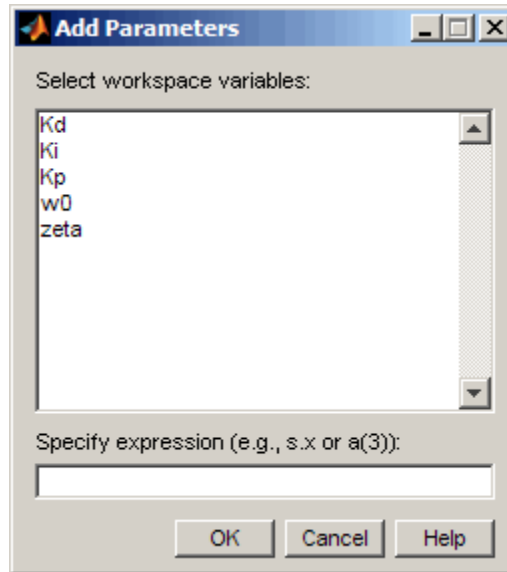 Add Parameters
Select workspace variables:
Kd
Ki
Kp
w0
zeta
Specify expression (e.g., s.x or a(3)):
OK Cancel Help